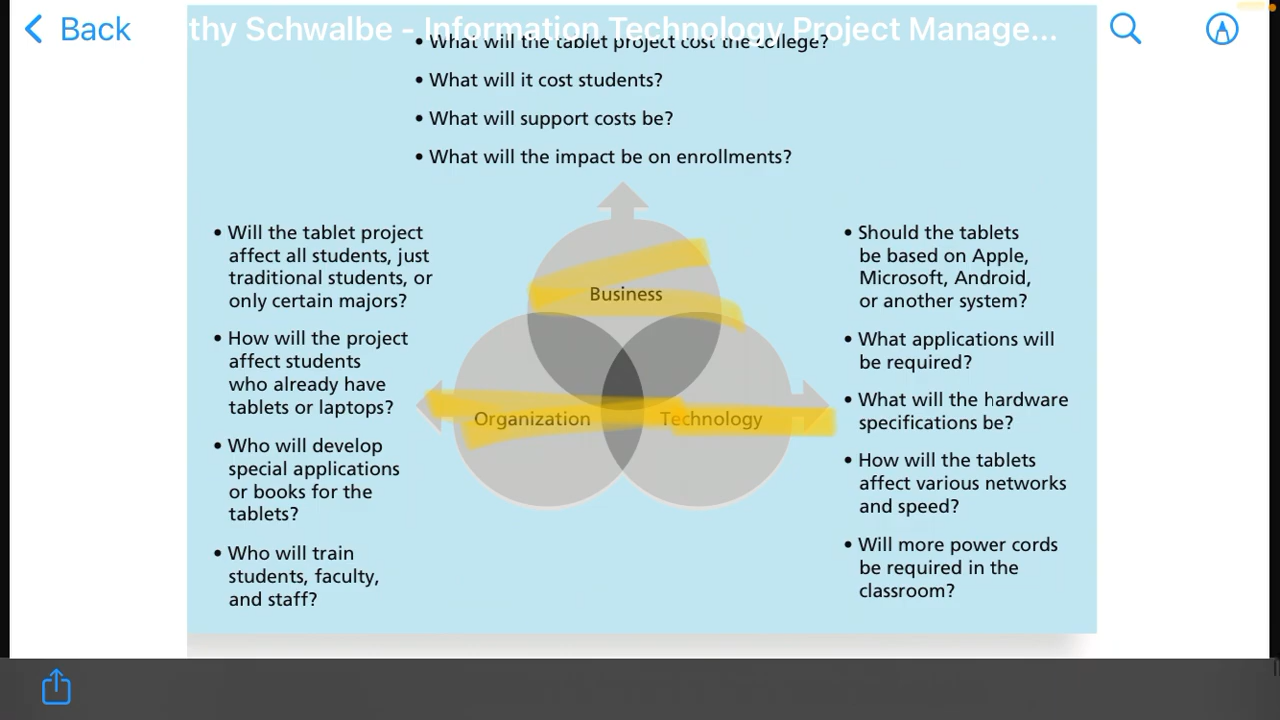 Back
thy Schwalbe - Information Technology Project Manage...
• What will the tablet project cost the college?
• What will it cost students?
• What will support costs be?
• What will the impact be on enrollments?
• Will the tablet project
affect all students, just
traditional students, or
only certain majors?
• How will the project
affect students
who already have
tablets or laptops?
• Who will develop
special applications
or books for the
tablets?
• Who will train
students, faculty,
and staff?
Business
Organization
Technology
• Should the tablets
be based on Apple,
Microsoft, Android,
or another system?
• What applications will
be required?
• What will the hardware
specifications be?
• How will the tablets
affect various networks
and speed?
• Will more power cords
be required in the
classroom?